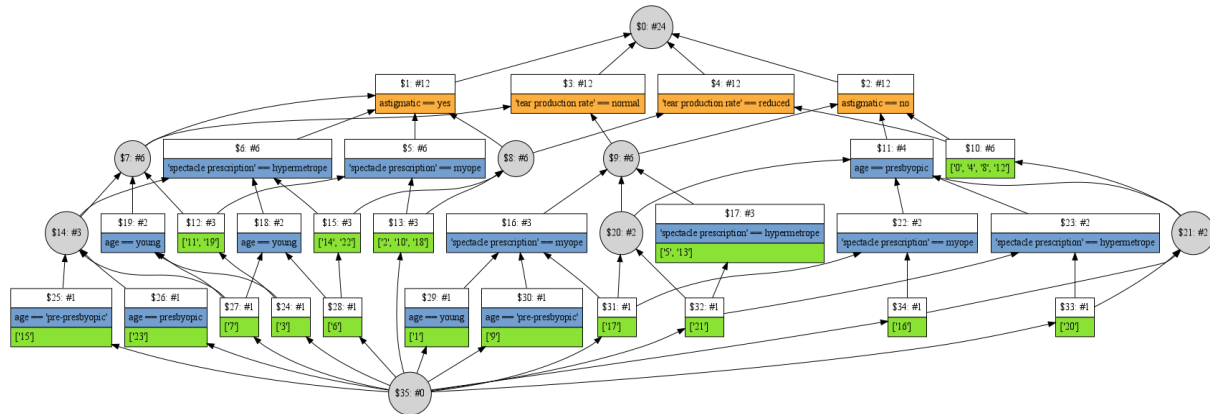 $0: #24
$1: #12
astigmatic == yes
$3: #12
'tear production rate' == normal
$4: #12
'tear production rate' == reduced
$2: #12
astigmatic == no
$7: #6
$6: #6
'spectacle prescription' == hypermetrope
$5: #6
'spectacle prescription' == myope
$8: #6
$9: #6
$11: #4
age == presbyopic
$10: #6
['0', '4', '8', '12']
$14: #3
$19: #2
age == young
$12: #3
['11', '19']
$18: #2
age == young
$15: #3
['14', '22']
$13: #3
['2', '10', '18']
$16: #3
'spectacle prescription' == myope
$20: #2
$17: #3
'spectacle prescription' == hypermetrope
['5', '13']
$22: #2
'spectacle prescription' == myope
$23: #2
'spectacle prescription' == hypermetrope
$21: #2
$25: #1
age == 'pre-presbyopic'
['15']
$26: #1
age == presbyopic
['23']
$27: #1
['7']
$24: #1
['3']
$28: #1
['6']
$29: #1
age == young
['1']
$30: #1
age == 'pre-presbyopic'
['9']
$31: #1
['17']
$32: #1
['21']
$34: #1
['16']
$33: #1
['20']
$35: #0